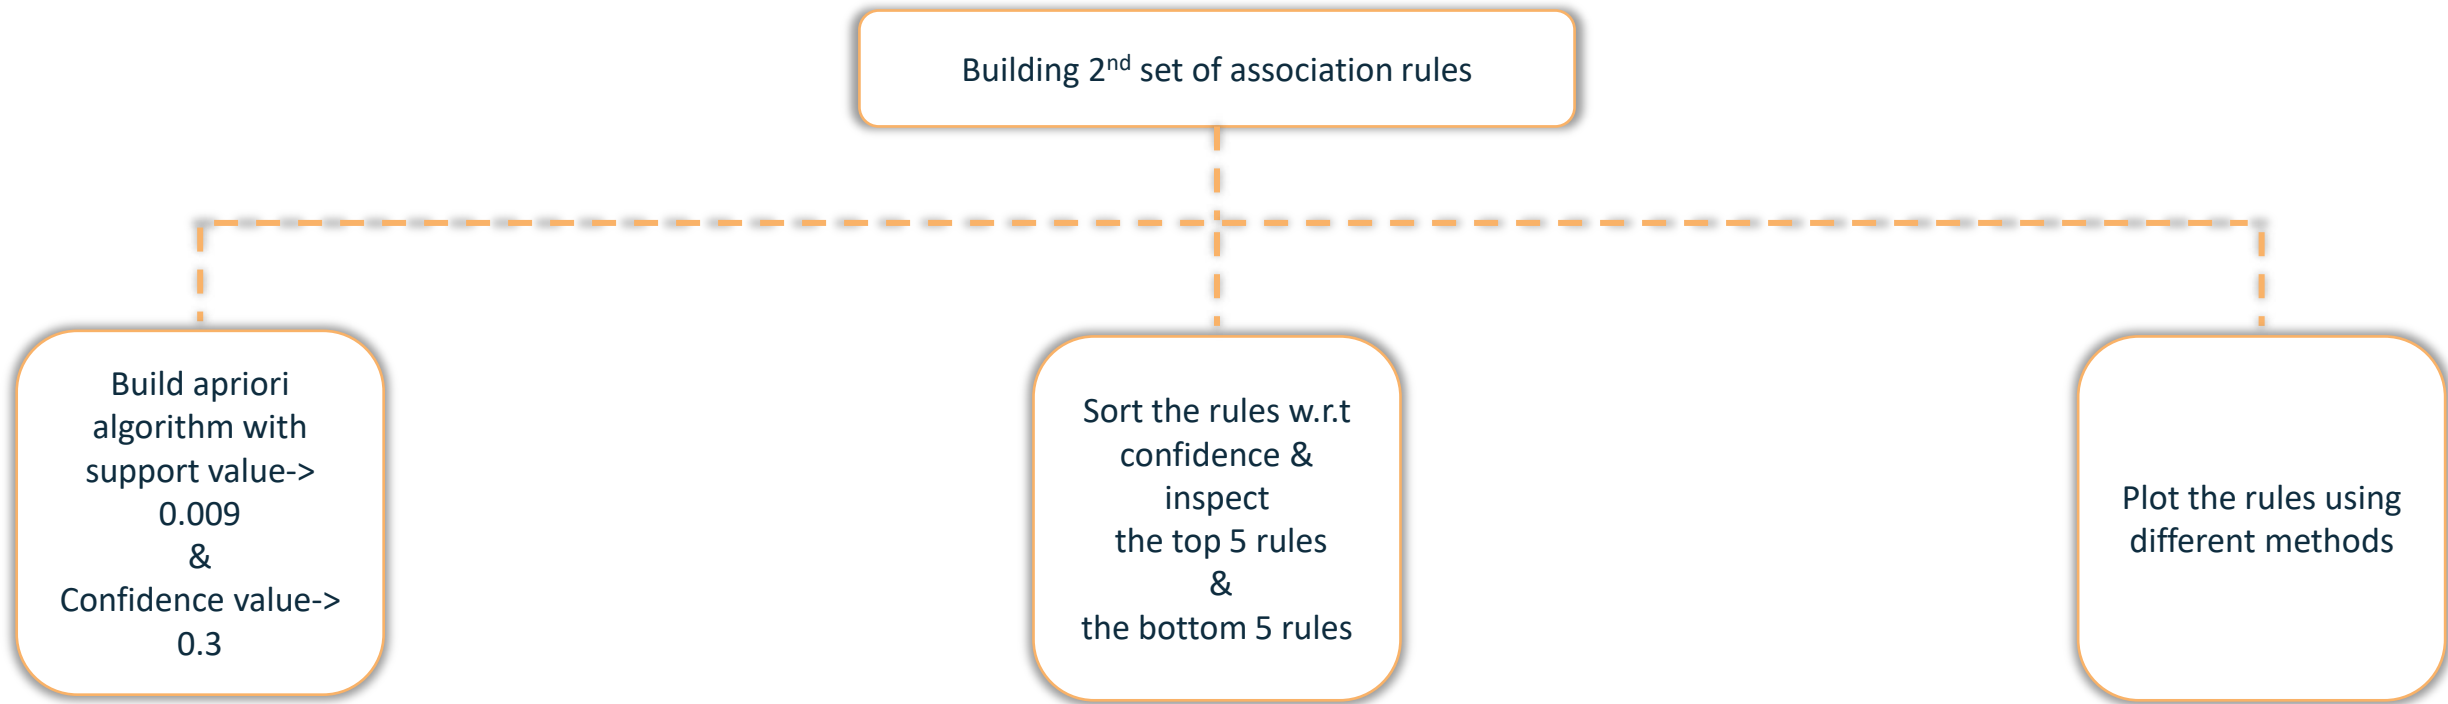 Building 2nd set of association rules
Build apriori
algorithm with
support value->
0.009
&
Confidence value->
0.3
Sort the rules w.r.t
confidence &
inspect
the top 5 rules
&
the bottom 5 rules
Plot the rules using
different methods